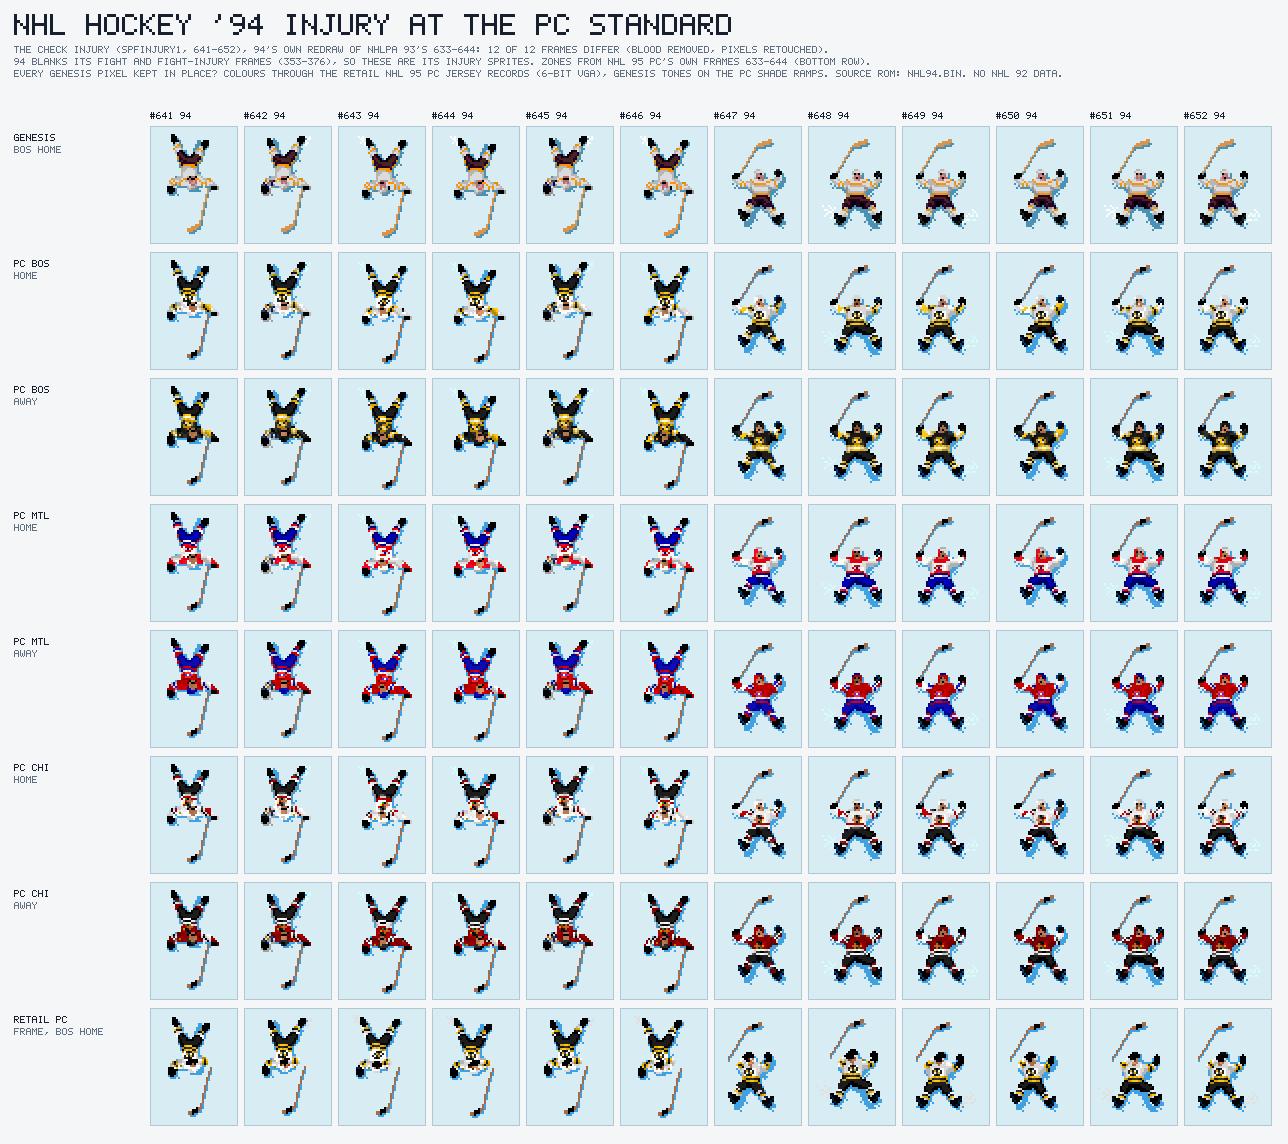 NHL HOCKEY '94 INJURY AT THE PC STANDARD
THE CHECK INJURY (SPFINJURY1, 641-652), 94'S OWN REDRAW OF NHLPA 93'S 633-644: 12 OF 12 FRAMES DIFFER (BLOOD REMOVED, PIXELS RETOUCHED).
94 BLANKS ITS FIGHT AND FIGHT-INJURY FRAMES (353-376), SO THESE ARE ITS INJURY SPRITES. ZONES FROM NHL 95 PC'S OWN FRAMES 633-644 (BOTTOM ROW).
EVERY GENESIS PIXEL KEPT IN PLACE? COLOURS THROUGH THE RETAIL NHL 95 PC JERSEY RECORDS (6-BIT VGA), GENESIS TONES ON THE PC SHADE RAMPS. SOURCE ROM: NHL94.BIN. NO NHL 92 DATA.
#641 94 #642 94 #643 94 #644 94 #645 94 #646 94 #647 94 #648 94 #649 94 #650 94 #651 94 #652 94
GENESIS
BOS HOME
PC BOS
HOME
PC BOS
AWAY
PC MTL
HOME
PC MTL
AWAY
PC CHI
HOME
PC CHI
AWAY
RETAIL PC
FRAME, BOS HOME